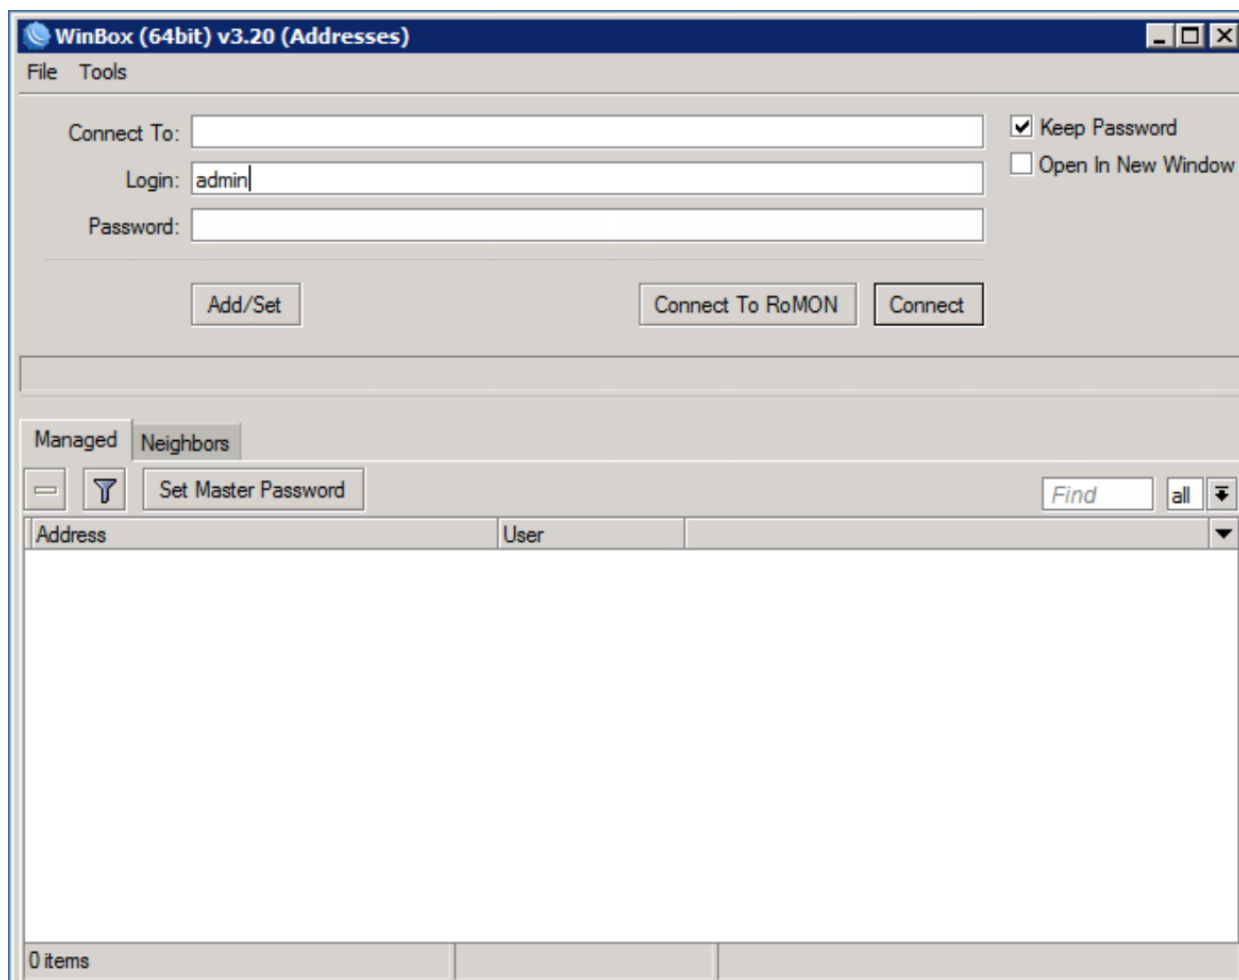 WinBox (64bit) v3.20 (Addresses)
File Tools
Connect To:
Keep Password
Login: admin
Open In New Window
Password:
Add/Set Connect To RoMON Connect
Managed Neighbors
Set Master Password Find all
Address User
0 items